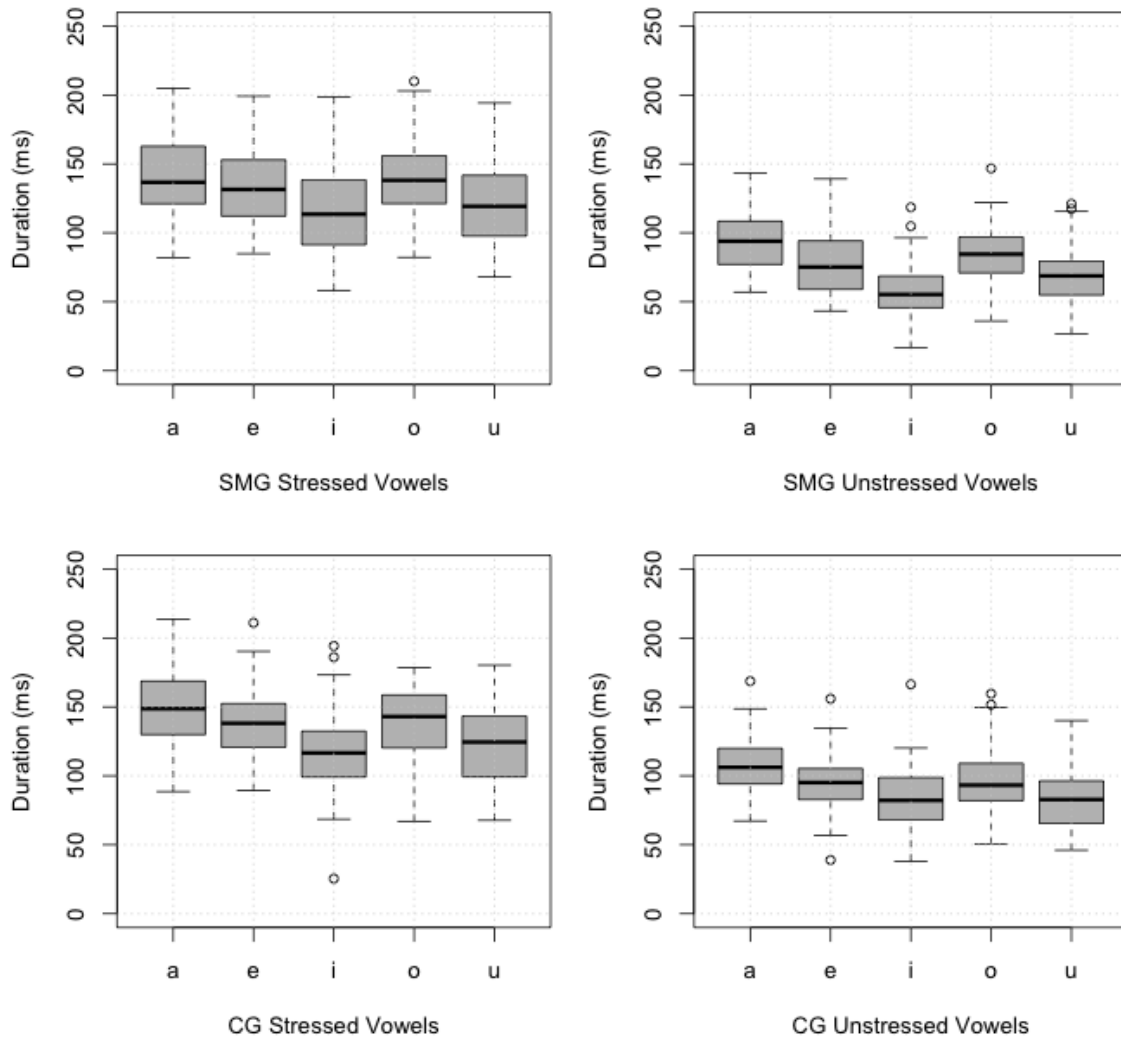 Duration (ms)
250
200
150
100
50
0
a e i o u
SMG Stressed Vowels
Duration (ms)
250
200
150
100
50
0
a e i o u
SMG Unstressed Vowels
Duration (ms)
250
200
150
100
50
0
a e i o u
CG Stressed Vowels
Duration (ms)
250
200
150
100
50
0
a e i o u
CG Unstressed Vowels